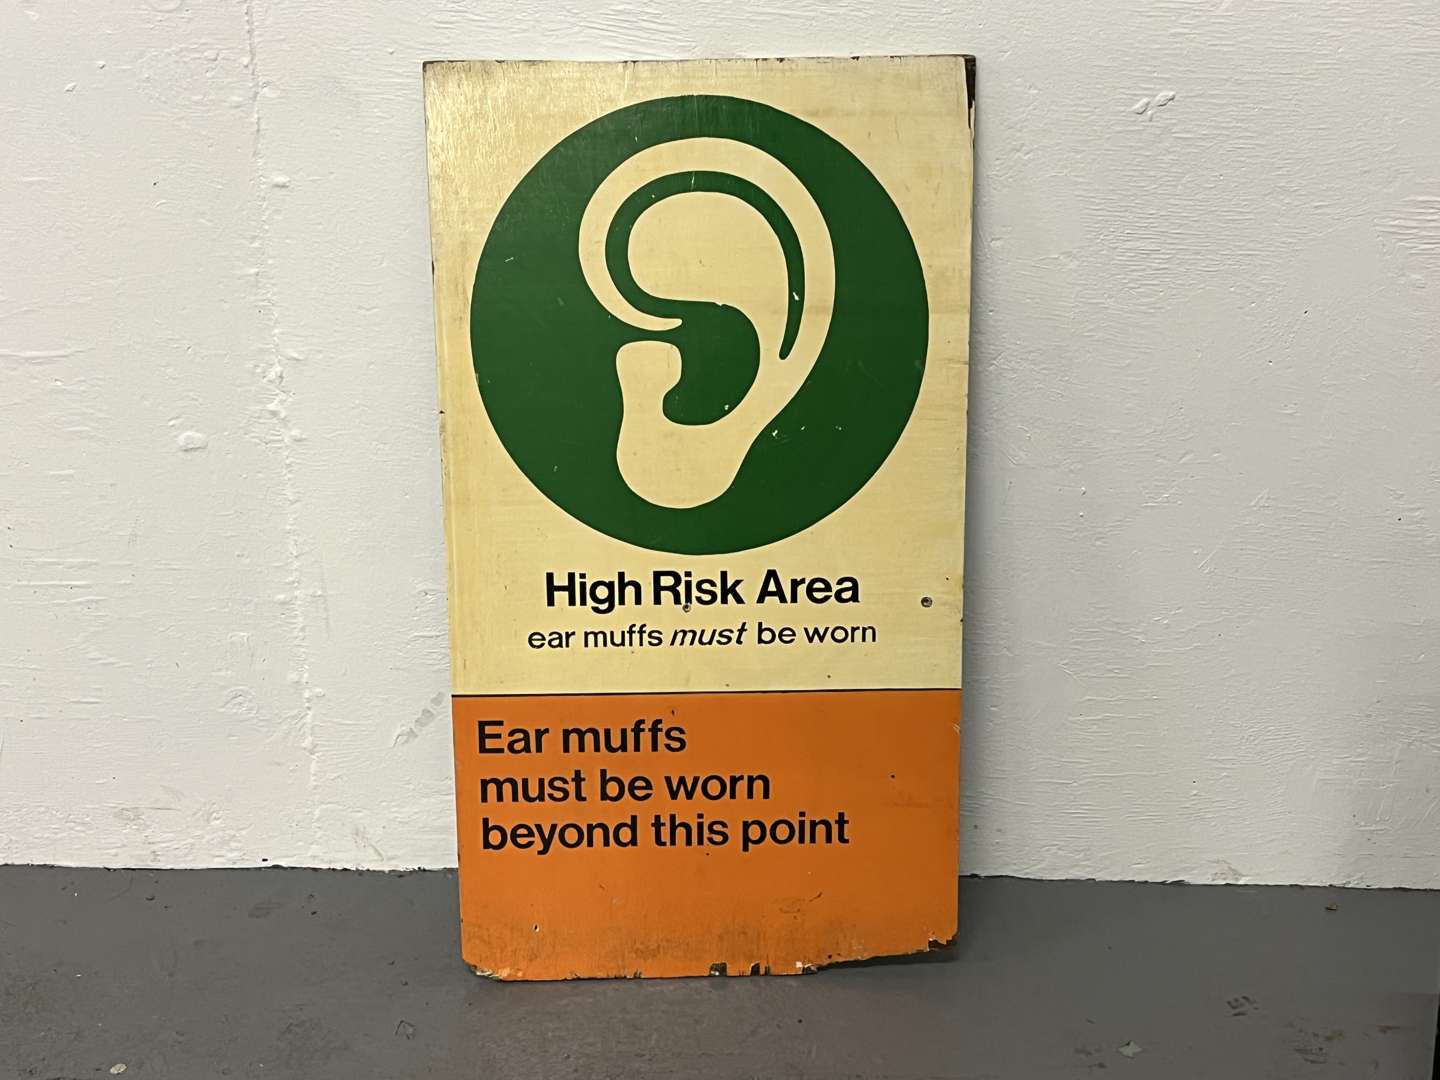 High Risk Area
ear muffs must be worn
Ear muffs
must be worn
beyond this point